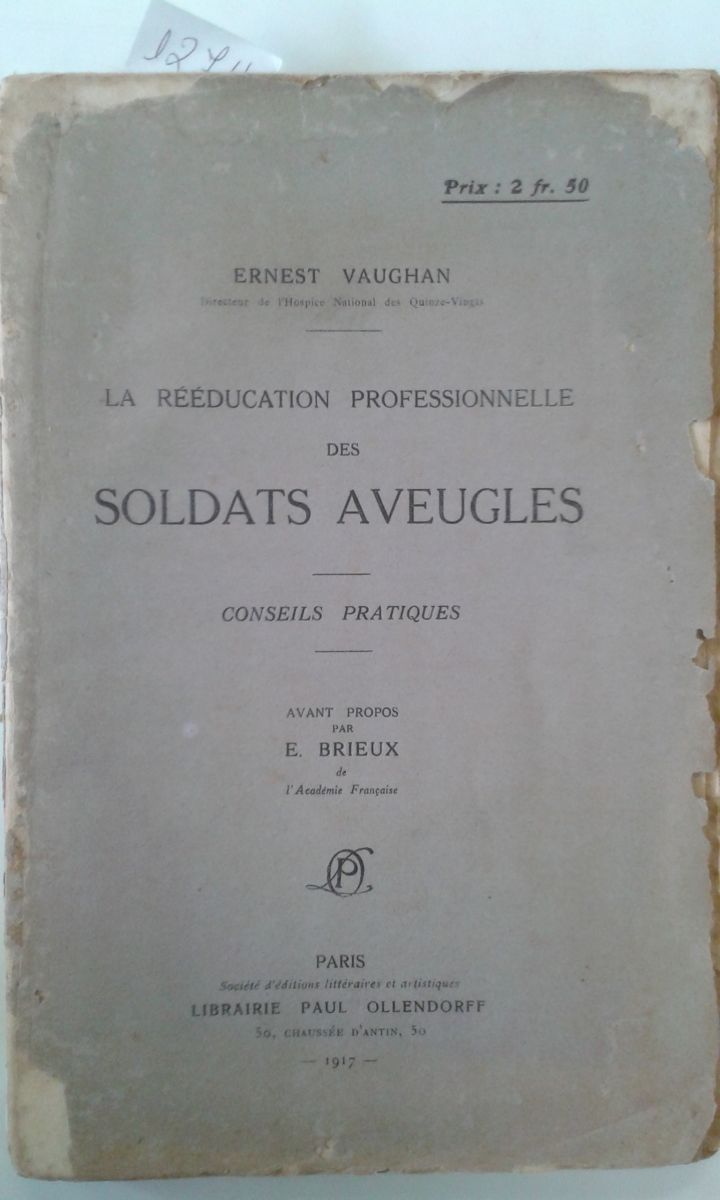 Prix : 2 fr. 50
ERNEST VAUGHAN
Directeur de l'Hospice National des Quinze-Vingts
LA RÉÉDUCATION PROFESSIONNELLE
DES
SOLDATS AVEUGLES
CONSEILS PRATIQUES
AVANT PROPOS
PAR
E. BRIEUX
de
l'Académie Française
PARIS
Société d'éditions littéraires et artistiques
LIBRAIRIE PAUL OLLENDORFF
50, CHAUSSÉE D'ANTIN, 50
— 1917 —